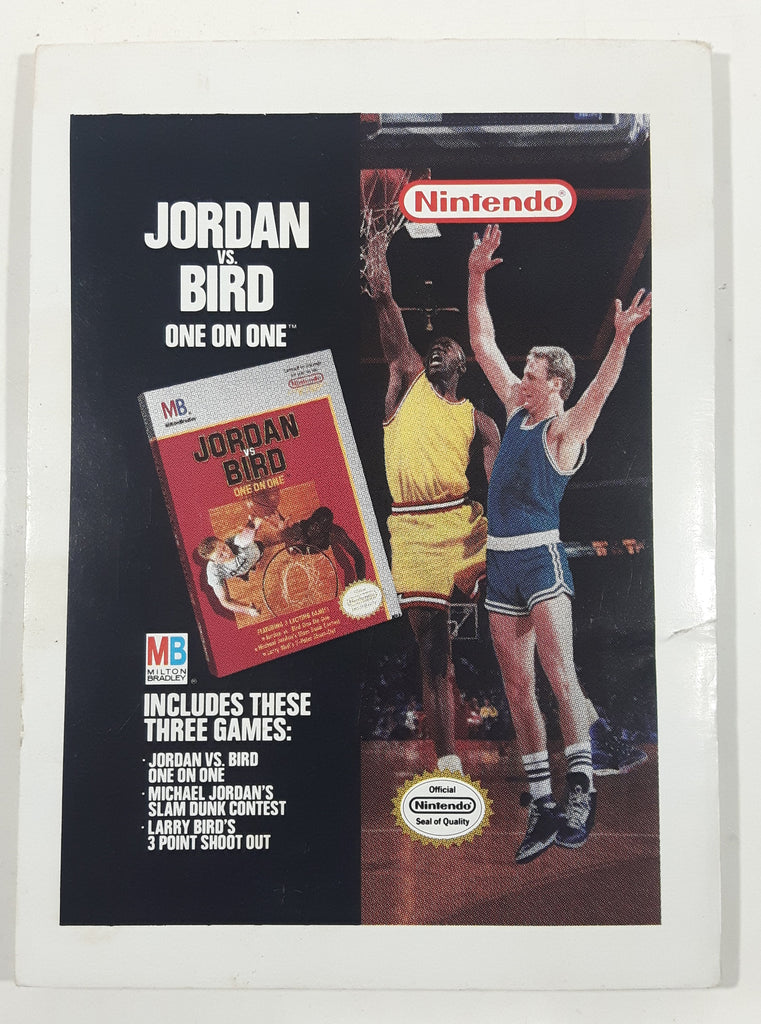 JORDAN
VS.
BIRD
ONE ON ONE™
Nintendo®
MB
Nintendo
JORDAN
VS
BIRD
ONE ON ONE
MB
MILTON
BRADLEY
®
INCLUDES THESE
THREE GAMES:
· JORDAN VS. BIRD
ONE ON ONE
· MICHAEL JORDAN'S
SLAM DUNK CONTEST
· LARRY BIRD'S
3 POINT SHOOT OUT
Official
Nintendo
Seal of Quality